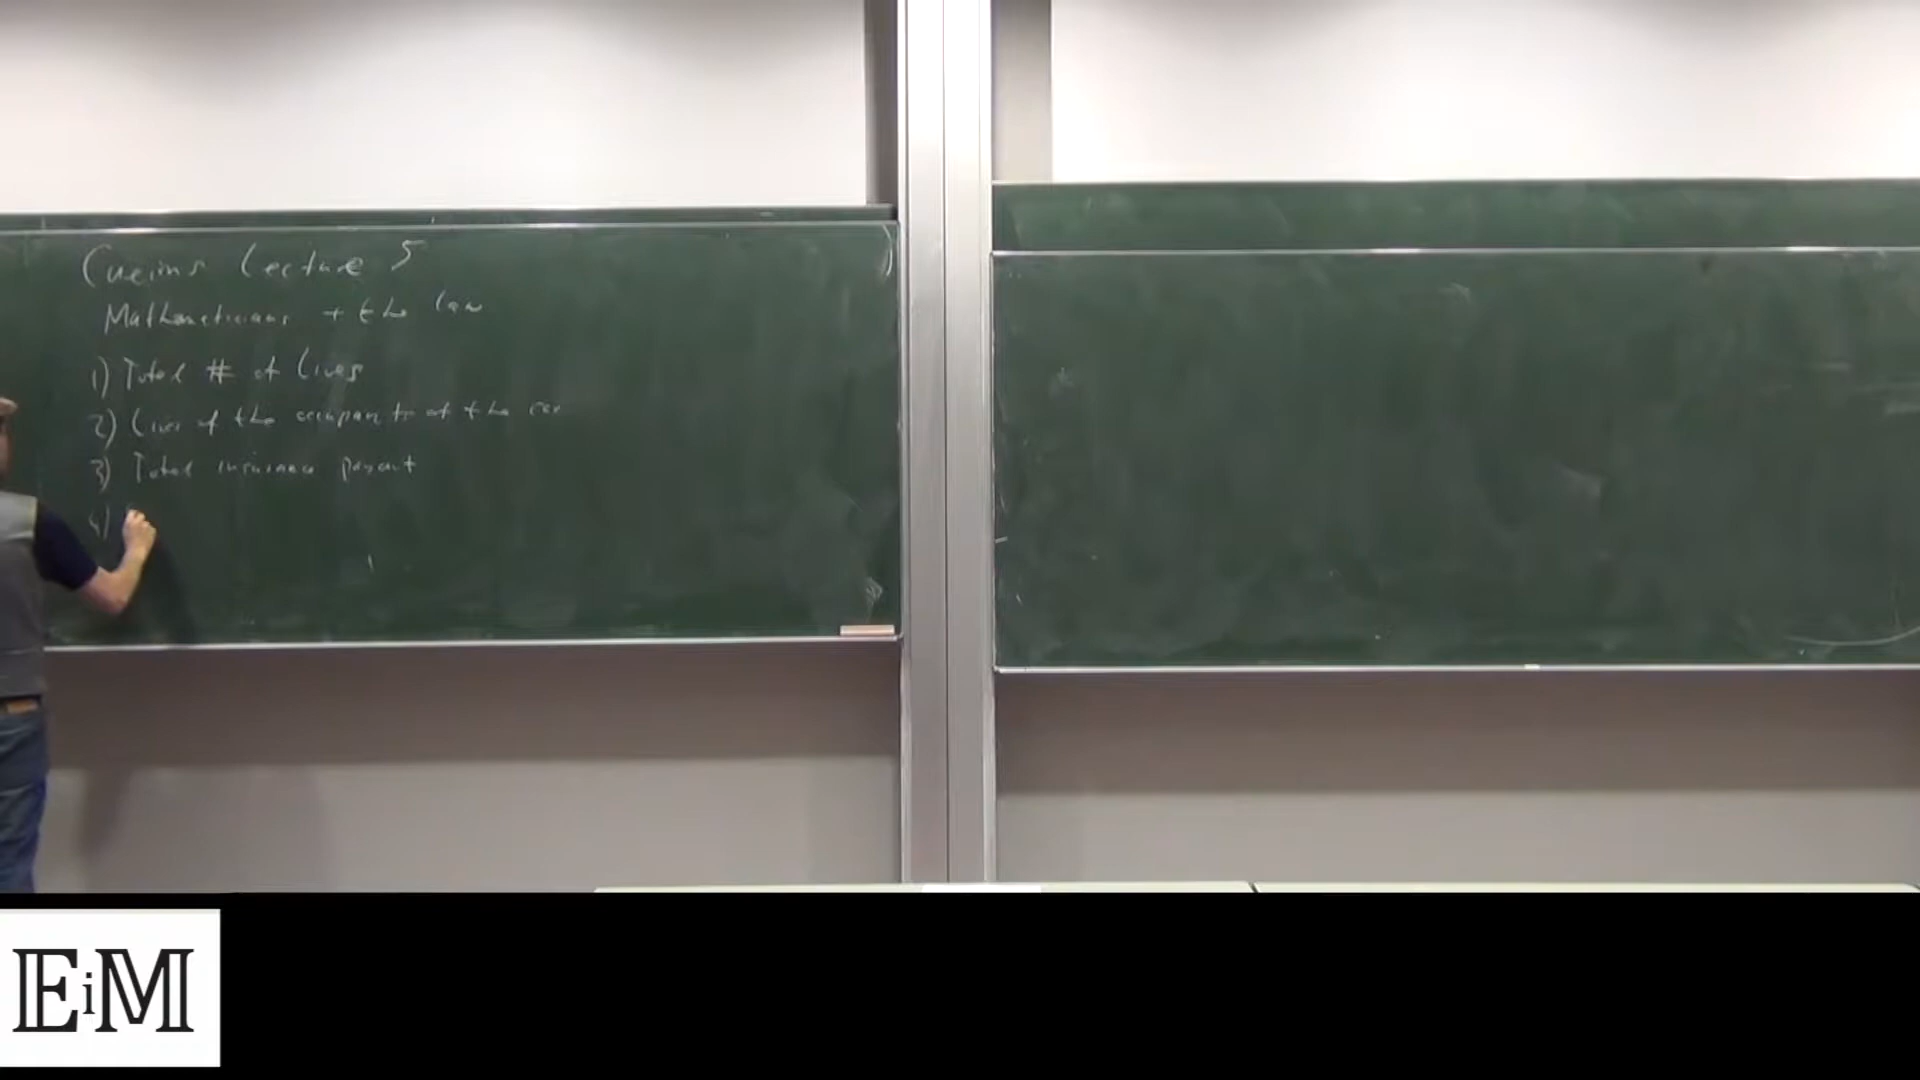 Cueims Lecture 5
Mathematicians + the law
1) Total # of lives
2) Lives of the occupants of the car
3) Total insurance payout
4)
EiM